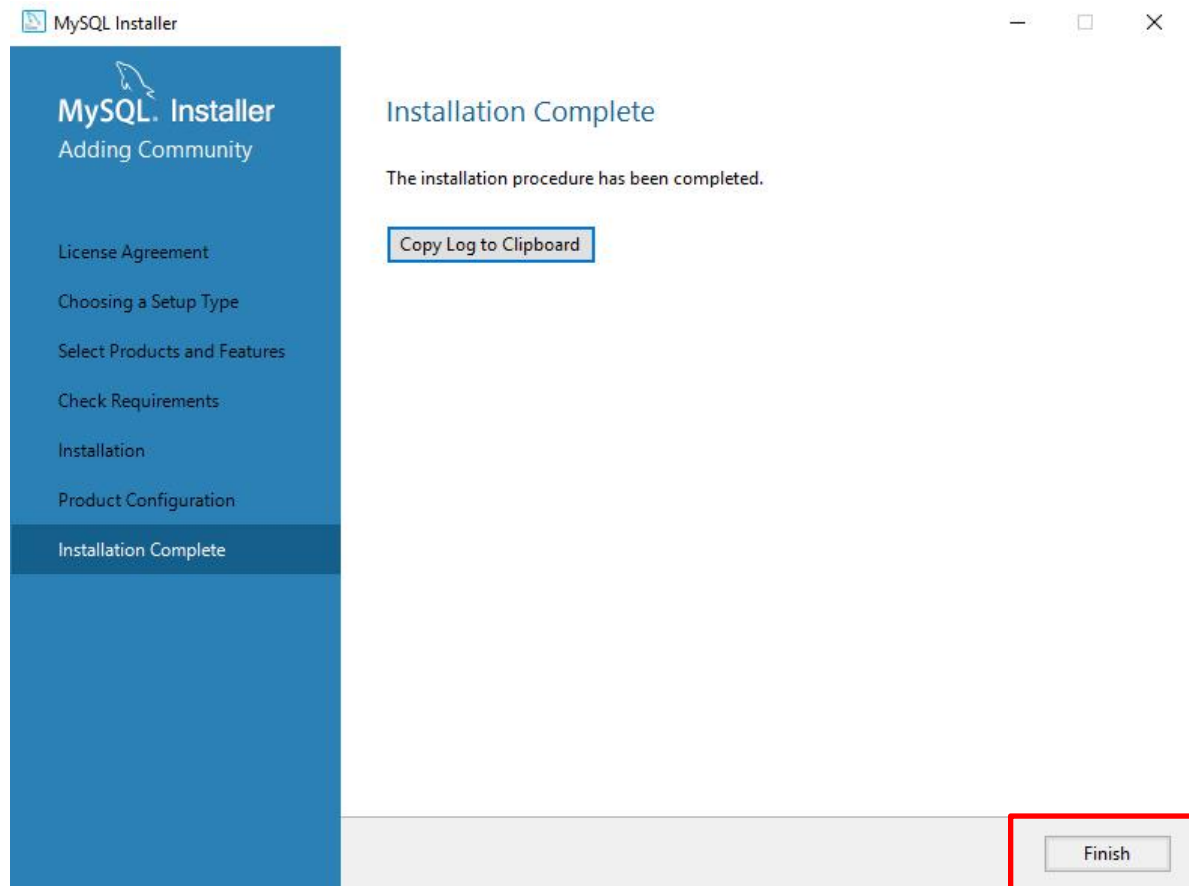 MySQL Installer
MySQL. Installer
Adding Community
License Agreement
Choosing a Setup Type
Select Products and Features
Check Requirements
Installation
Product Configuration
Installation Complete
Installation Complete
The installation procedure has been completed.
Copy Log to Clipboard
Finish